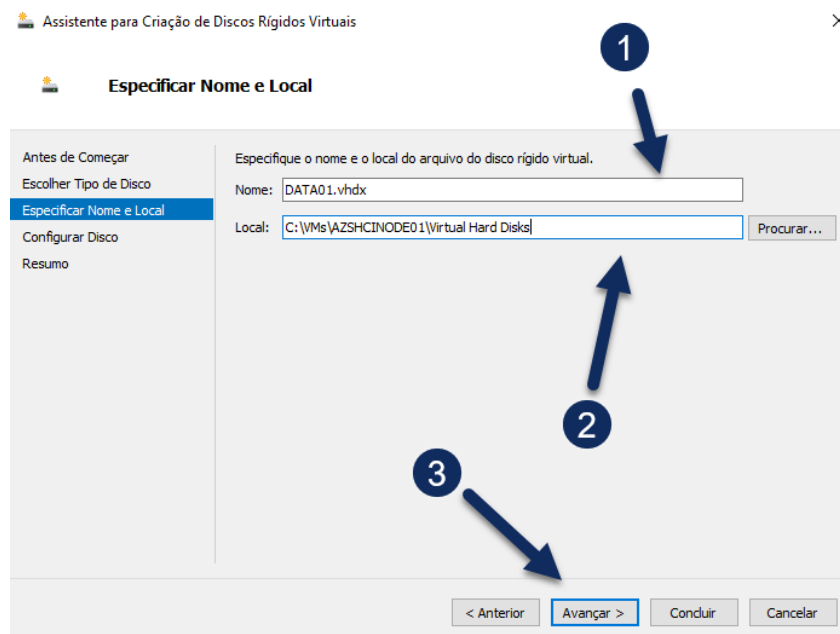 Assistente para Criação de Discos Rígidos Virtuais
1
Especificar Nome e Local
Antes de Começar
Escolher Tipo de Disco
Especificar Nome e Local
Configurar Disco
Resumo
Especifique o nome e o local do arquivo do disco rígido virtual.
Nome: DATA01.vhdx
Local: C:\VMs\AZSHCINODE01\Virtual Hard Disks Procurar...
2
3
< Anterior Avançar > Concluir Cancelar